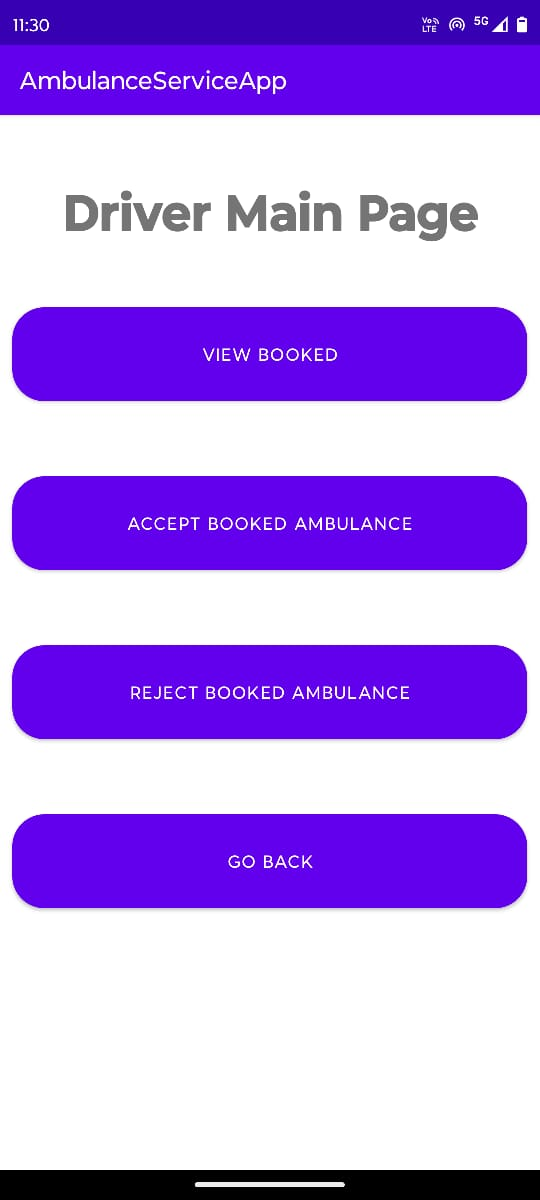 11:30
Vo LTE 5G
AmbulanceServiceApp
Driver Main Page
VIEW BOOKED
ACCEPT BOOKED AMBULANCE
REJECT BOOKED AMBULANCE
GO BACK